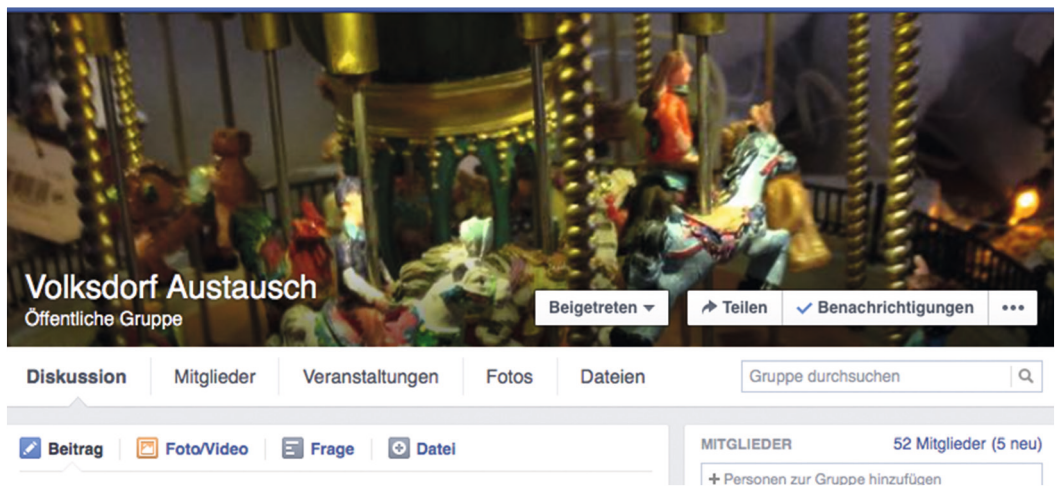 Volksdorf Austausch
Öffentliche Gruppe
Beigetreten
Teilen
Benachrichtigungen
Diskussion Mitglieder Veranstaltungen Fotos Dateien
Gruppe durchsuchen
Beitrag Foto/Video Frage Datei
MITGLIEDER 52 Mitglieder (5 neu)
+ Personen zur Gruppe hinzufügen